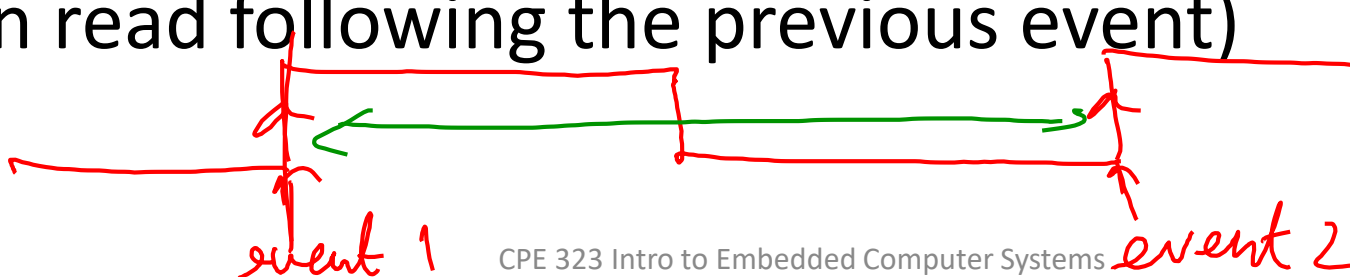 n read following the previous event)
event 1 CPE 323 Intro to Embedded Computer Systems event 2